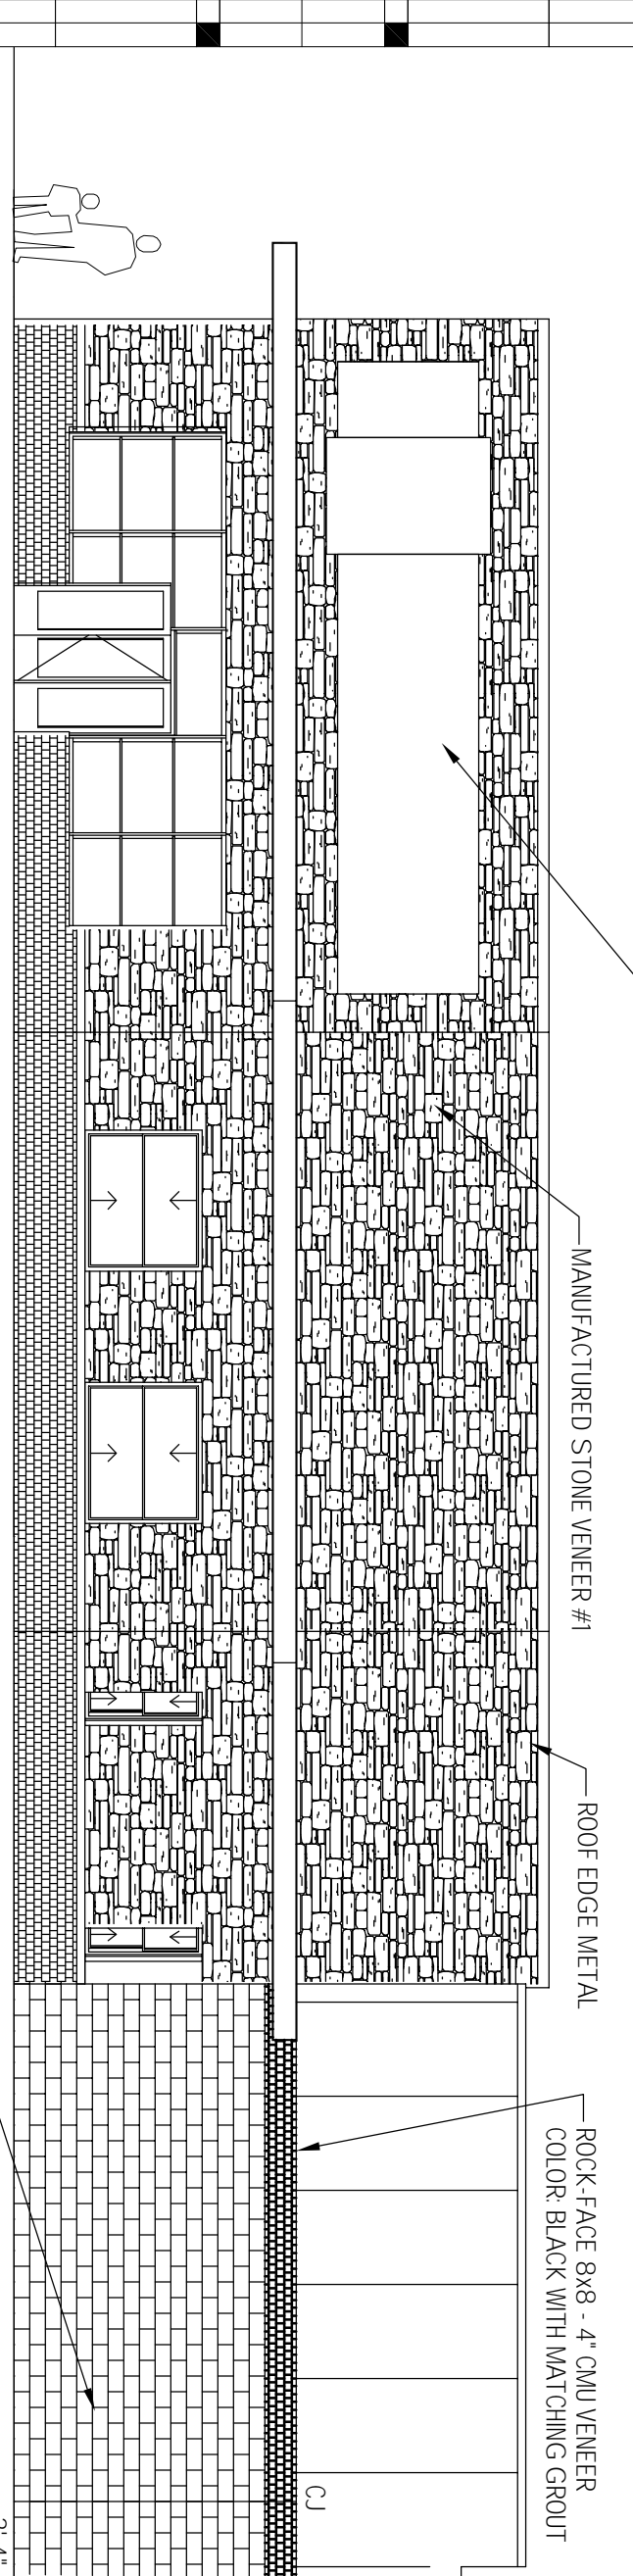 MANUFACTURED STONE VENEER #1
ROOF EDGE METAL
ROCK-FACE 8x8 - 4" CMU VENEER
COLOR: BLACK WITH MATCHING GROUT
CJ